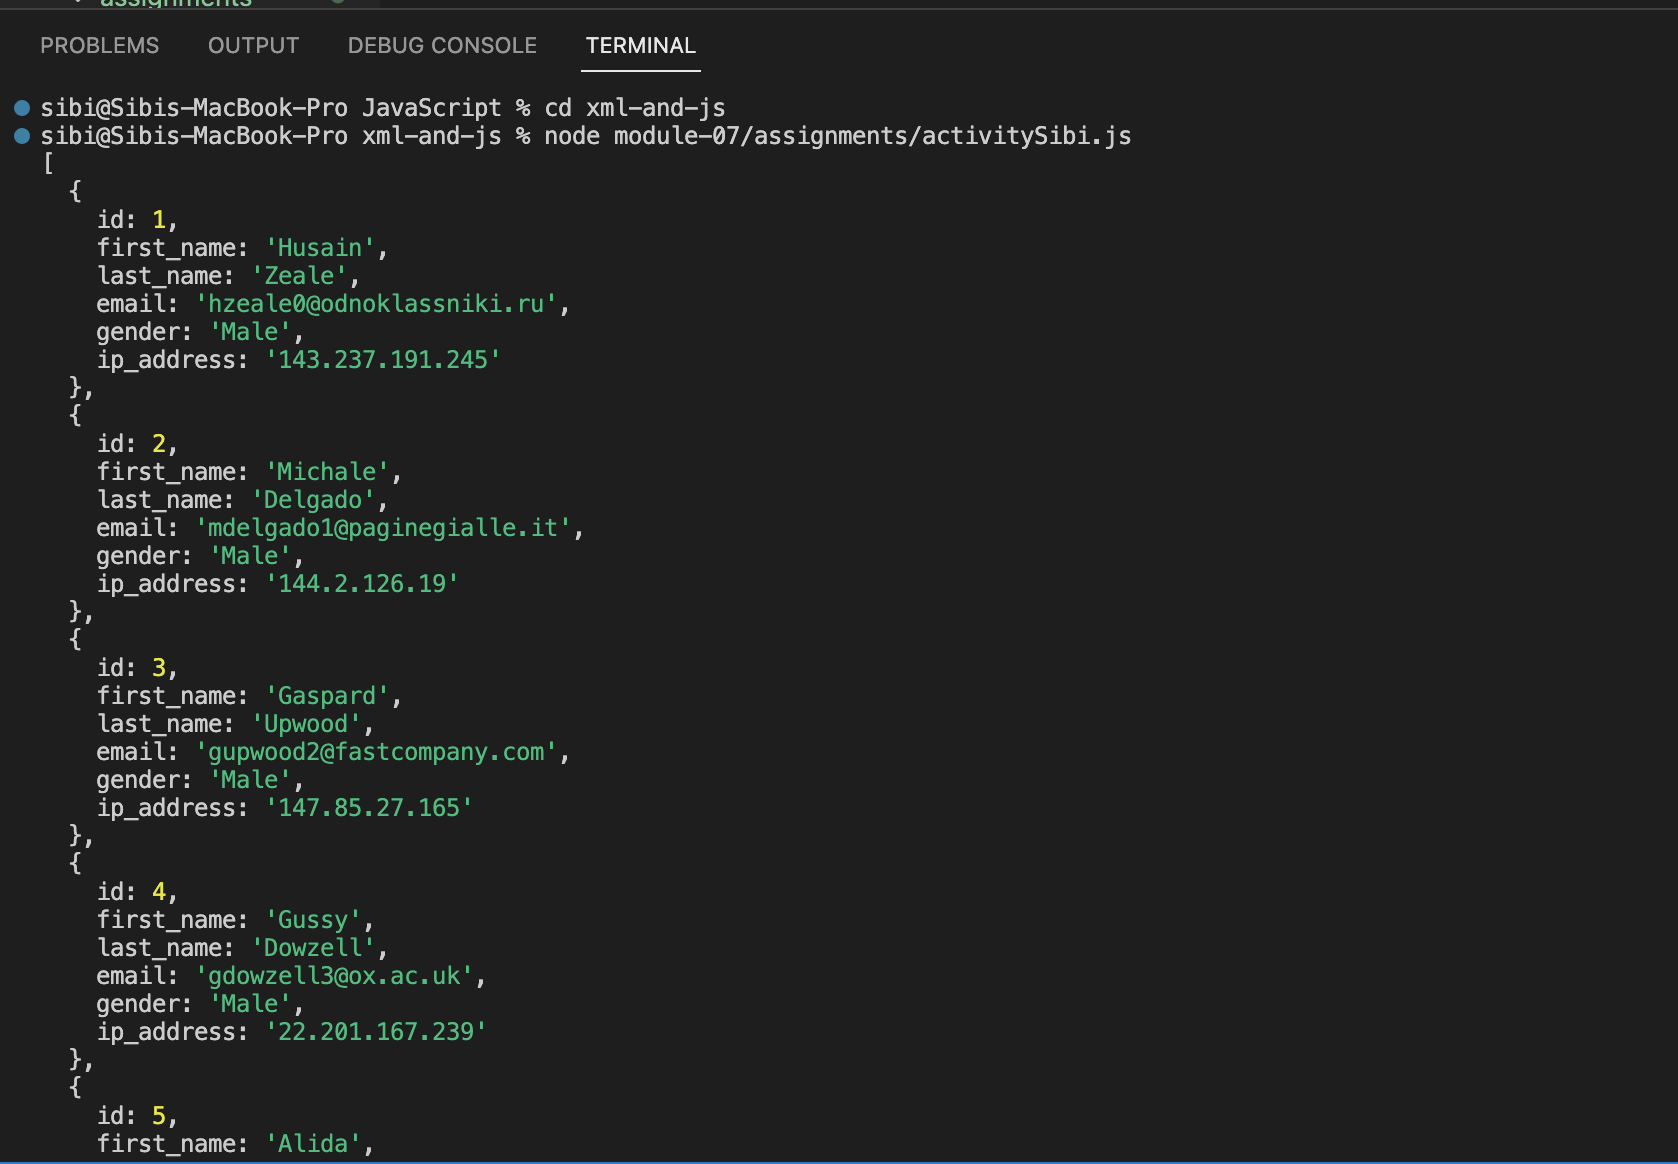 assignments
PROBLEMS OUTPUT DEBUG CONSOLE TERMINAL
sibi@Sibis-MacBook-Pro JavaScript % cd xml-and-js
sibi@Sibis-MacBook-Pro xml-and-js % node module-07/assignments/activitySibi.js
[
  {
    id: 1,
    first_name: 'Husain',
    last_name: 'Zeale',
    email: 'hzeale0@odnoklassniki.ru',
    gender: 'Male',
    ip_address: '143.237.191.245'
  },
  {
    id: 2,
    first_name: 'Michale',
    last_name: 'Delgado',
    email: 'mdelgado1@paginegialle.it',
    gender: 'Male',
    ip_address: '144.2.126.19'
  },
  {
    id: 3,
    first_name: 'Gaspard',
    last_name: 'Upwood',
    email: 'gupwood2@fastcompany.com',
    gender: 'Male',
    ip_address: '147.85.27.165'
  },
  {
    id: 4,
    first_name: 'Gussy',
    last_name: 'Dowzell',
    email: 'gdowzell3@ox.ac.uk',
    gender: 'Male',
    ip_address: '22.201.167.239'
  },
  {
    id: 5,
    first_name: 'Alida',